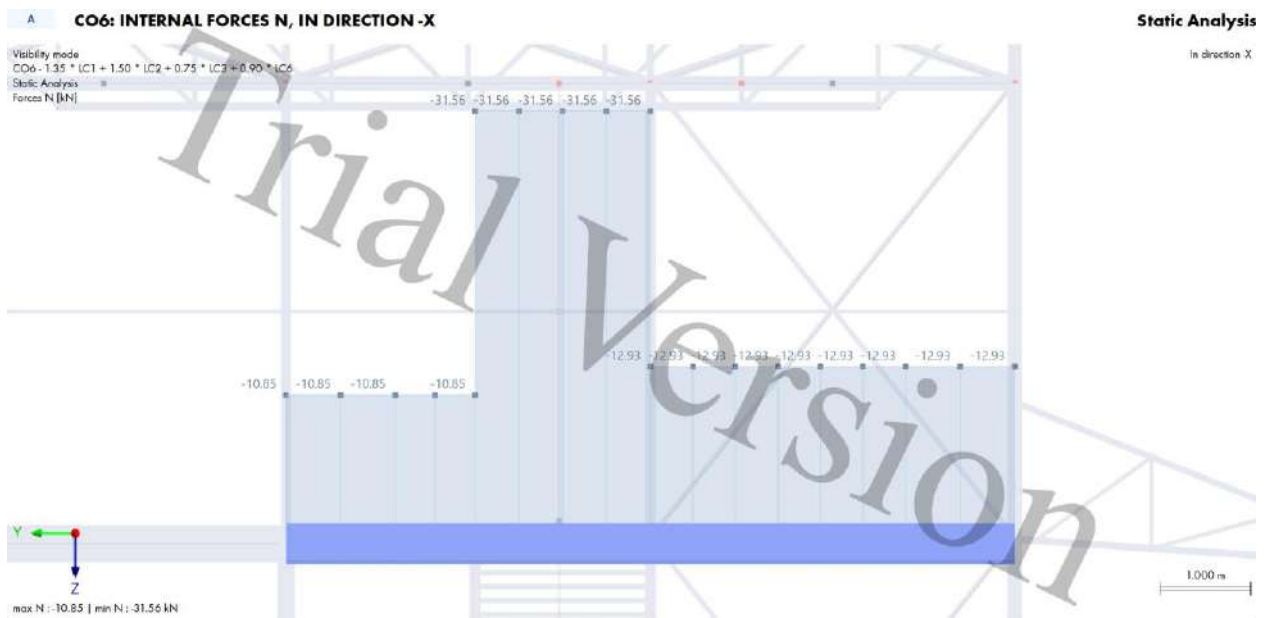 A CO6: INTERNAL FORCES N, IN DIRECTION -X
Static Analysis
Visibility mode
In direction X
CO6 - 1.35 * LC1 + 1.50 * LC2 + 0.75 * LC3 + 0.90 * LC6
Static Analysis
Forces N [kN]
-31.56 -31.56 -31.56 -31.56 -31.56
-12.93 -12.93 -12.93 -12.93 -12.93 -12.93 -12.93 -12.93 -12.93
-10.85 -10.85 -10.85 -10.85
Trial Version
Y
Z
1.000 m
max N : -10.85 | min N : -31.56 kN